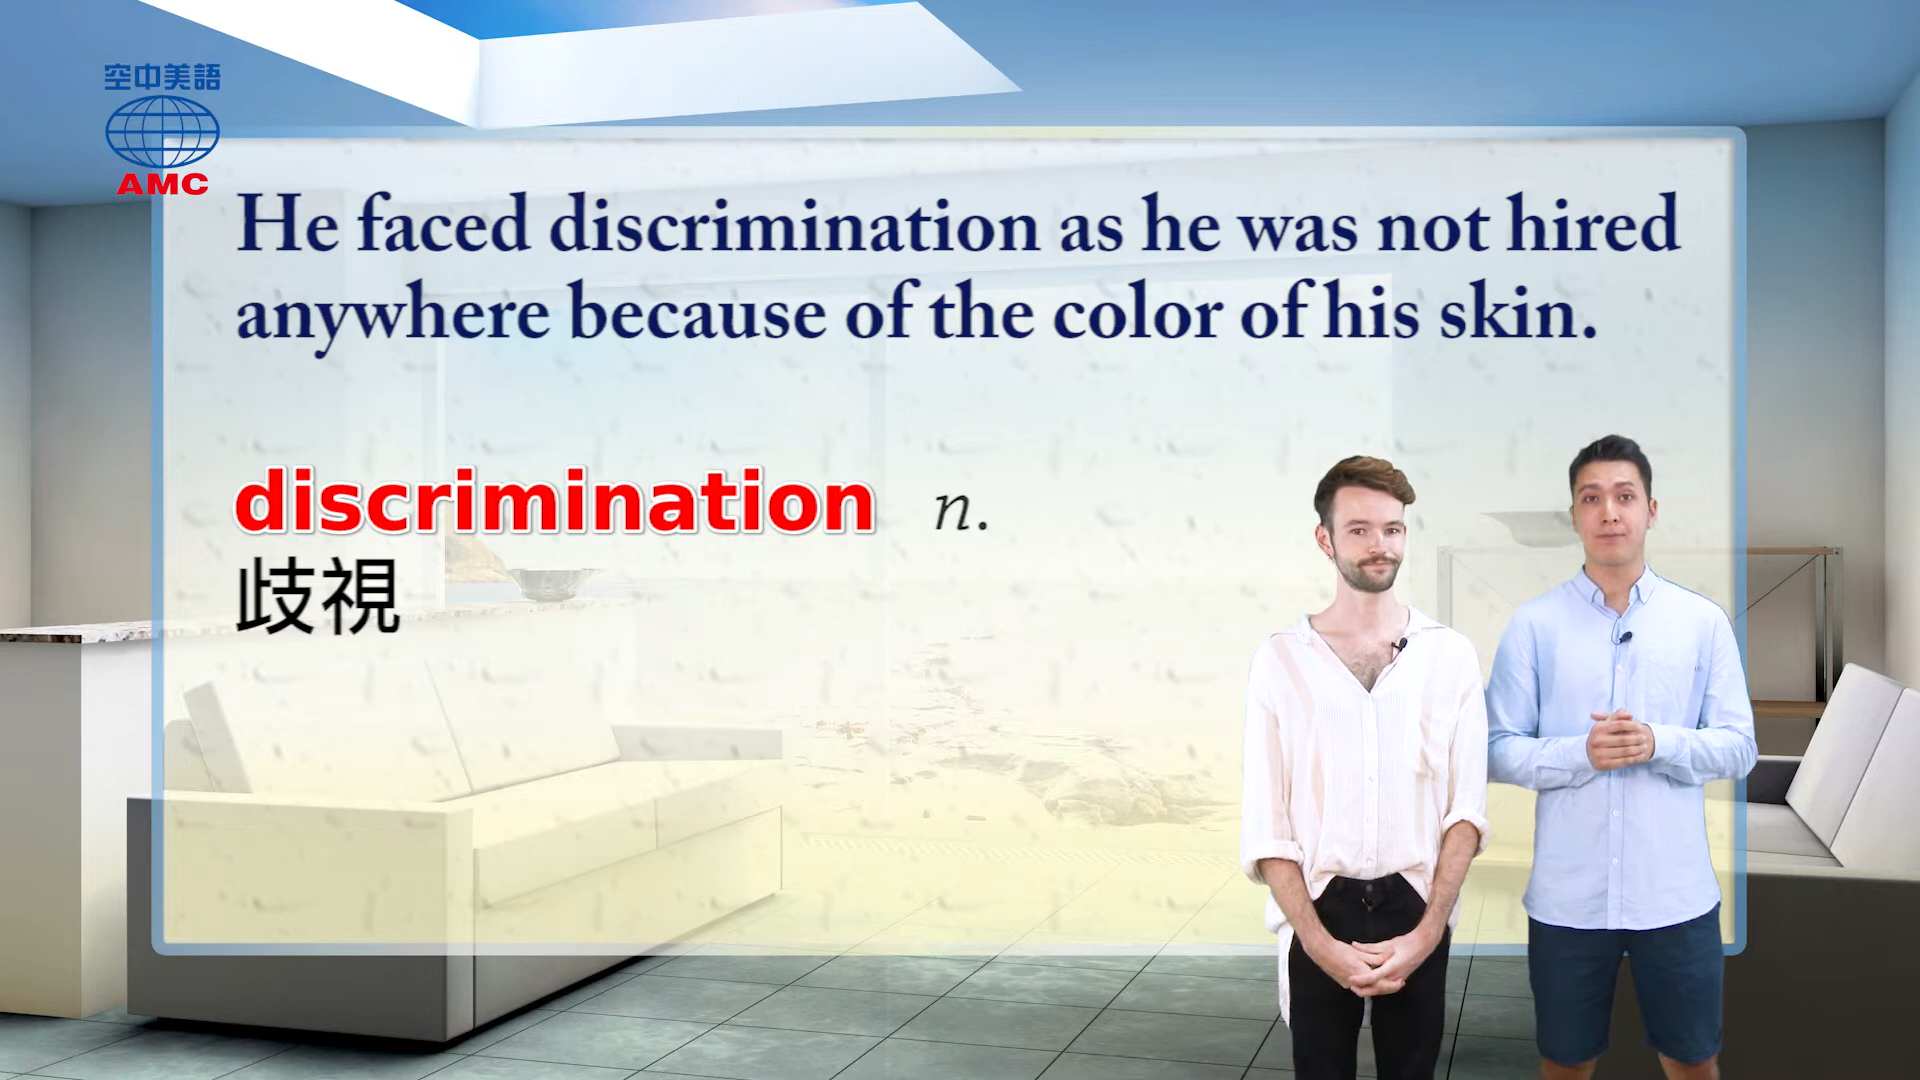 空中美語
AMC
He faced discrimination as he was not hired
anywhere because of the color of his skin.
discrimination n.
歧視